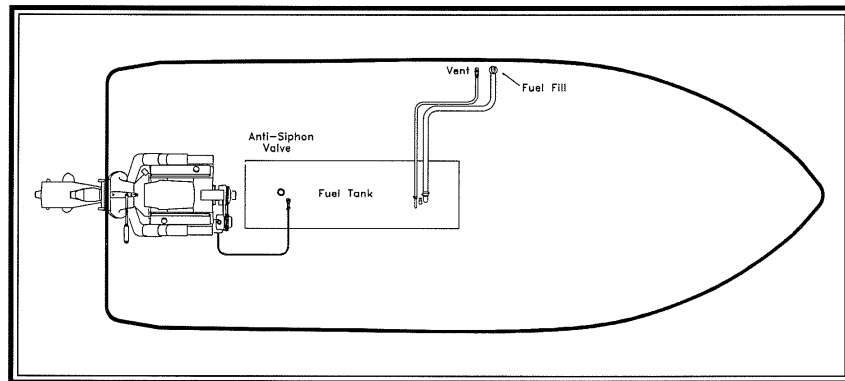 Vent
Fuel Fill
Anti-Siphon
Valve
Fuel Tank